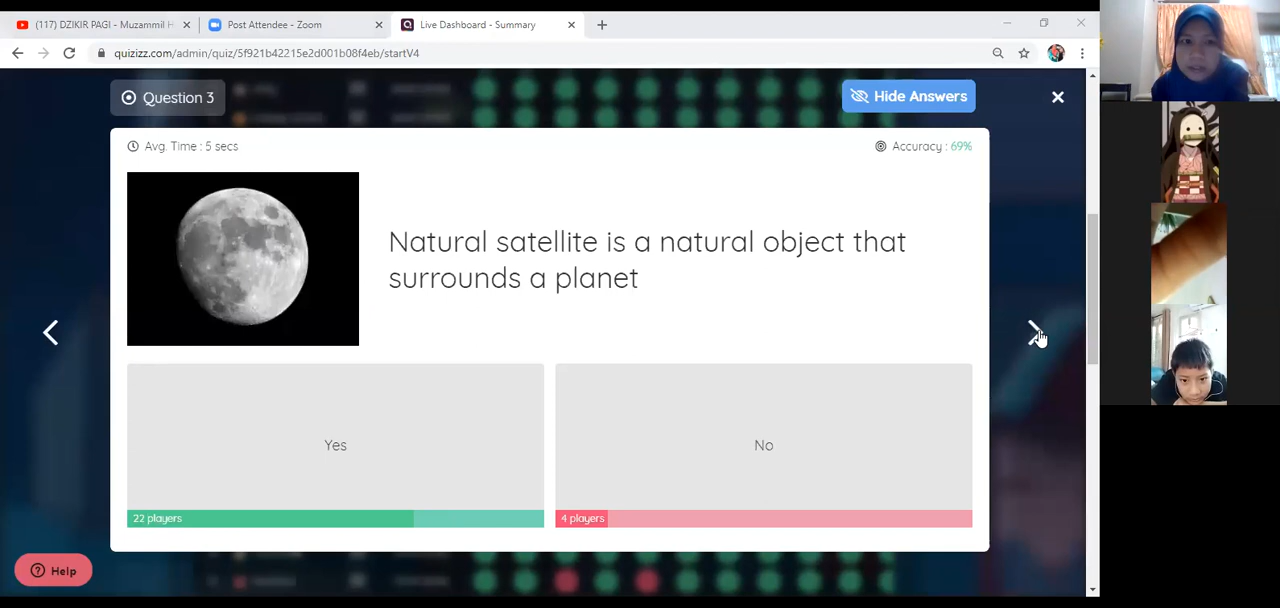 (117) DZIKIR PAGI - Muzammil H
Post Attendee - Zoom
Live Dashboard - Summary
quizizz.com/admin/quiz/5f921b42215e2d001b08f4eb/startV4
Question 3
Hide Answers
Avg. Time : 5 secs
Accuracy : 69%
Natural satellite is a natural object that
surrounds a planet
Yes
No
22 players
4 players
Help